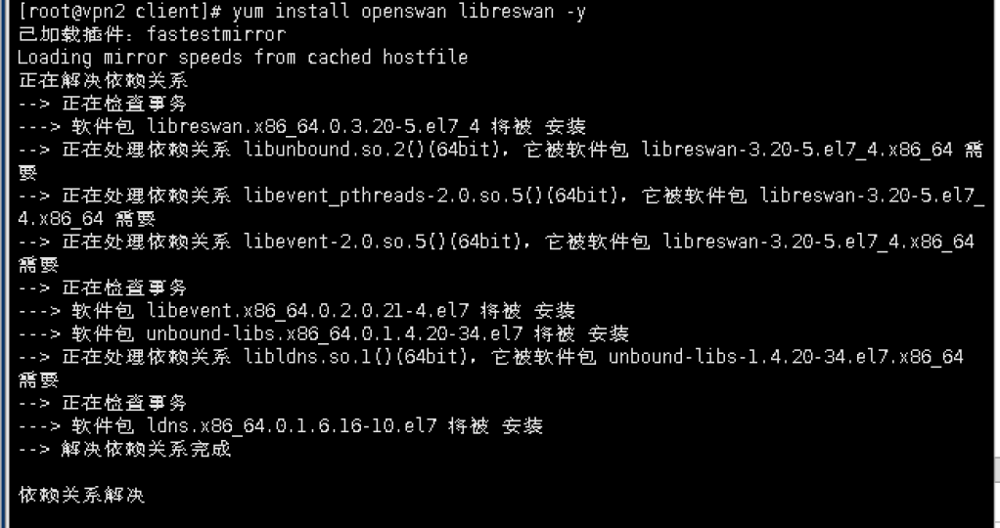 [root@vpn2 client]# yum install openswan libreswan -y
已加载插件：fastestmirror
Loading mirror speeds from cached hostfile
正在解决依赖关系
--> 正在检查事务
---> 软件包 libreswan.x86_64.0.3.20-5.el7_4 将被 安装
--> 正在处理依赖关系 libunbound.so.2()(64bit)，它被软件包 libreswan-3.20-5.el7_4.x86_64 需
要
--> 正在处理依赖关系 libevent_pthreads-2.0.so.5()(64bit)，它被软件包 libreswan-3.20-5.el7_
4.x86_64 需要
--> 正在处理依赖关系 libevent-2.0.so.5()(64bit)，它被软件包 libreswan-3.20-5.el7_4.x86_64
需要
--> 正在检查事务
---> 软件包 libevent.x86_64.0.2.0.21-4.el7 将被 安装
---> 软件包 unbound-libs.x86_64.0.1.4.20-34.el7 将被 安装
--> 正在处理依赖关系 libldns.so.1()(64bit)，它被软件包 unbound-libs-1.4.20-34.el7.x86_64
需要
--> 正在检查事务
---> 软件包 ldns.x86_64.0.1.6.16-10.el7 将被 安装
--> 解决依赖关系完成
依赖关系解决